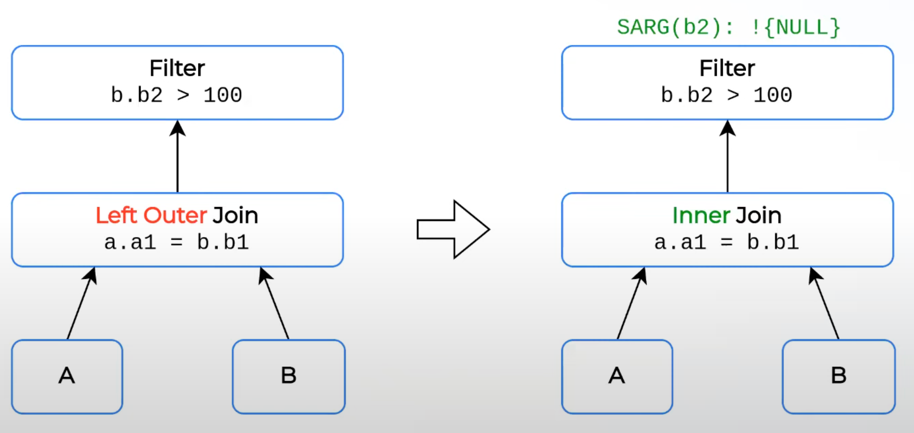 Filter
b.b2 > 100
Left Outer Join
a.a1 = b.b1
A
B
SARG(b2): !{NULL}
Filter
b.b2 > 100
Inner Join
a.a1 = b.b1
A
B